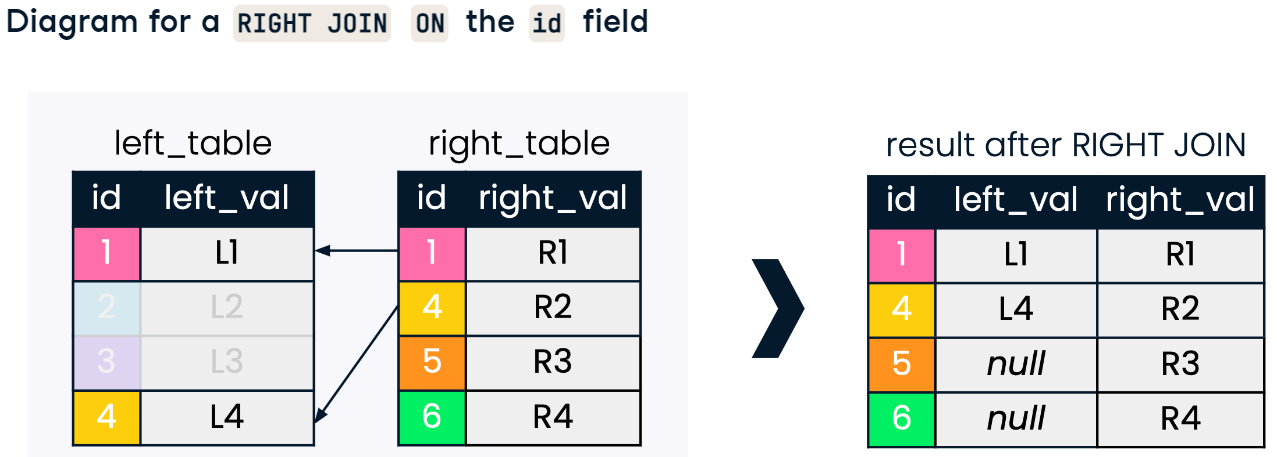 Diagram for a RIGHT JOIN ON the id field
left_table right_table
result after RIGHT JOIN
id left_val id right_val
id left_val right_val
1 L1 1 R1
1 L1 R1
2 L2 4 R2
4 L4 R2
3 L3 5 R3
5 null R3
4 L4 6 R4
6 null R4